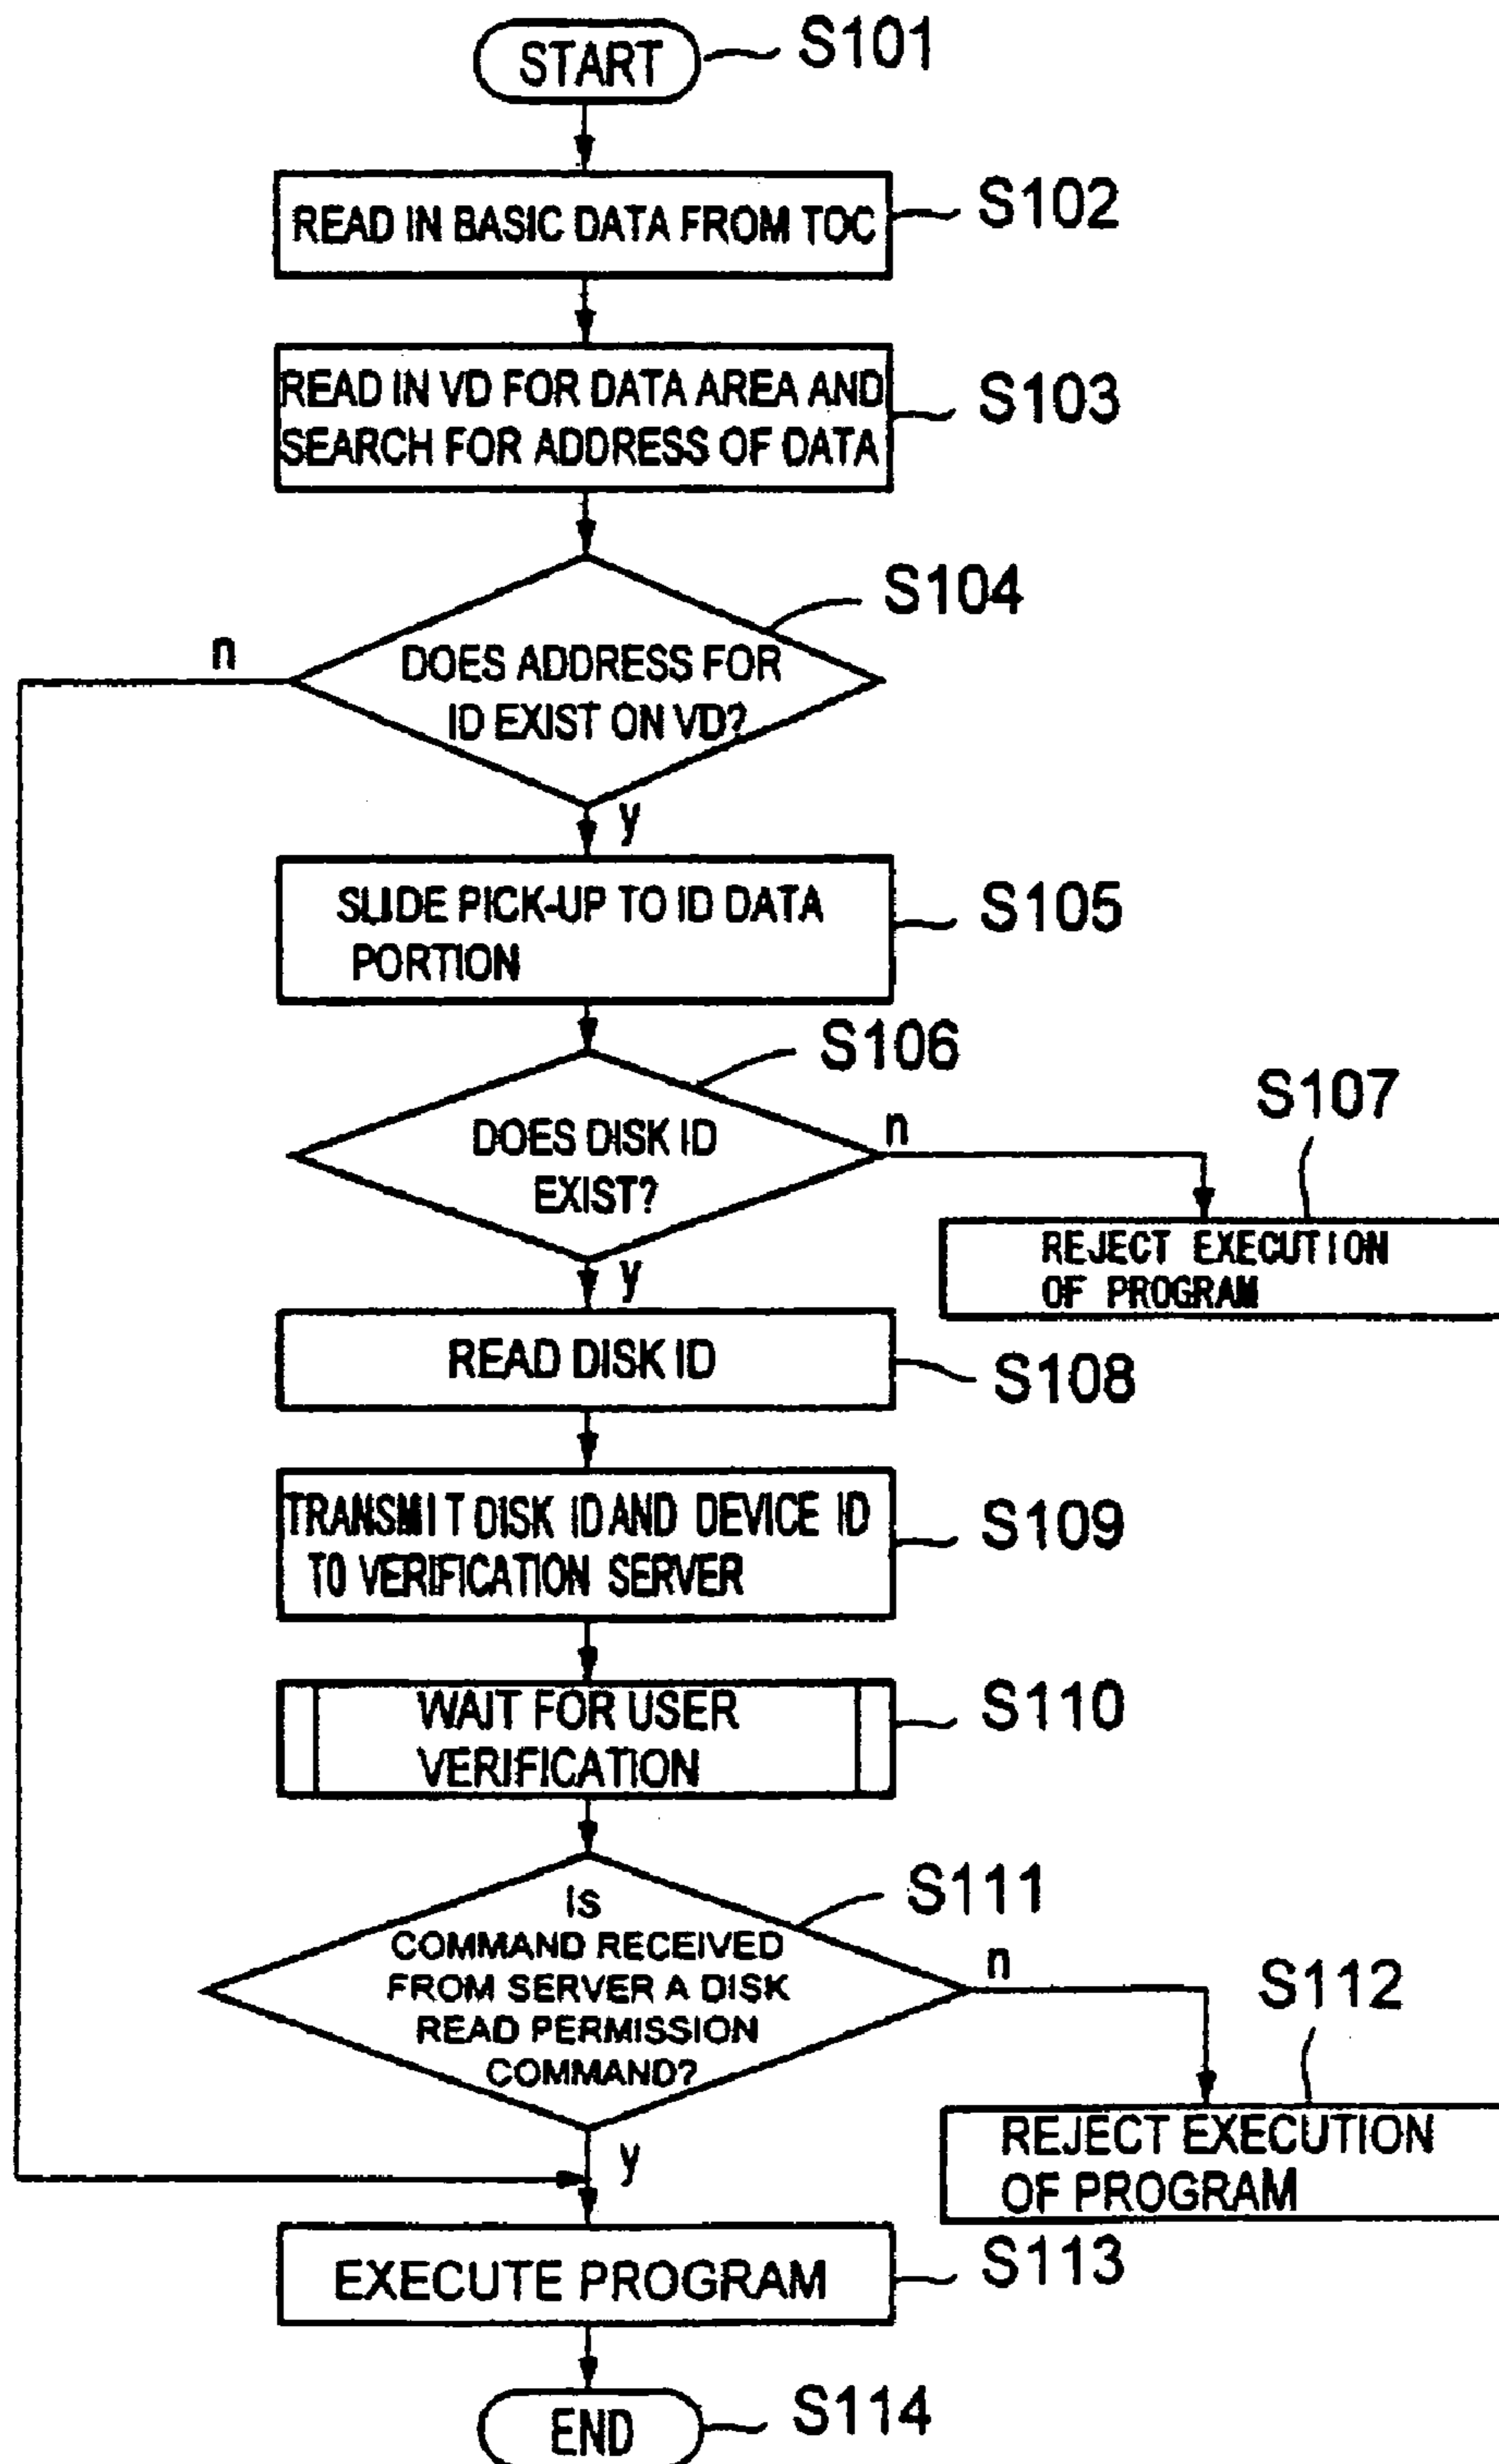 START
S101
READ IN BASIC DATA FROM TOC
S102
READ IN VD FOR DATA AREA AND
SEARCH FOR ADDRESS OF DATA
S103
S104
n
DOES ADDRESS FOR
ID EXIST ON VD?
y
SLIDE PICK-UP TO ID DATA
PORTION
S105
S106
DOES DISK ID
EXIST?
n
S107
REJECT EXECUTION
OF PROGRAM
y
READ DISK ID
S108
TRANSMIT DISK ID AND DEVICE ID
TO VERIFICATION SERVER
S109
WAIT FOR USER
VERIFICATION
S110
S111
IS
COMMAND RECEIVED
FROM SERVER A DISK
READ PERMISSION
COMMAND?
n
S112
REJECT EXECUTION
OF PROGRAM
y
EXECUTE PROGRAM
S113
END
S114